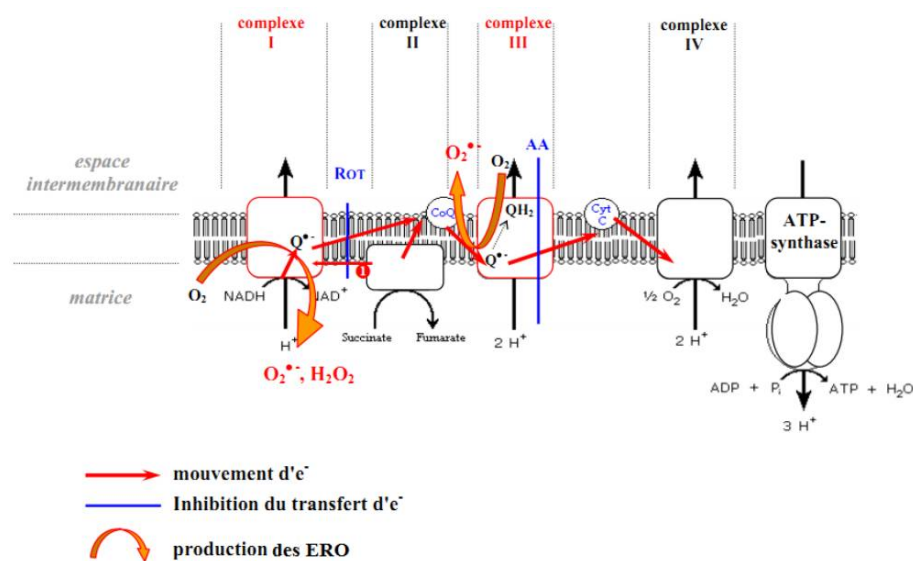 complexe
I
complexe
II
complexe
III
complexe
IV
espace
intermembranaire
matrice
ROT
O₂•⁻
O₂
AA
QH₂
CoQ
Cyt
C
Q•⁻
Q•⁻
1
ATP-
synthase
O₂
NADH
NAD⁺
H⁺
O₂•⁻, H₂O₂
Succinate
Fumarate
2 H⁺
½ O₂
H₂O
2 H⁺
ADP + Pi
ATP + H₂O
3 H⁺
mouvement d'e⁻
Inhibition du transfert d'e⁻
production des ERO